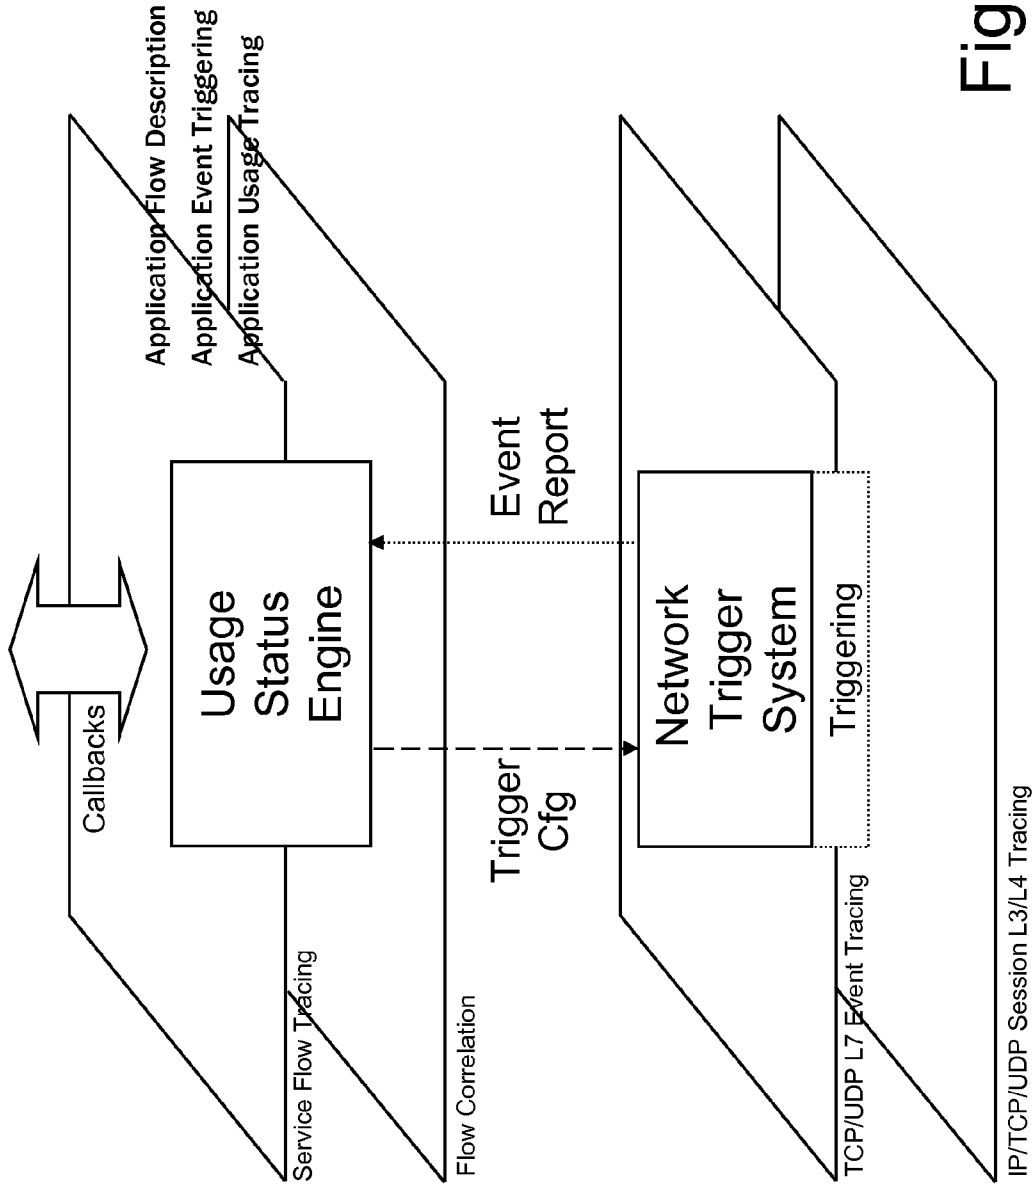 Callbacks
Application Flow Description
Application Event Triggering
Application Usage Tracing
Usage
Status
Engine
Service Flow Tracing
Flow Correlation
Trigger
Cfg
Event
Report
Network
Trigger
System
Triggering
TCP/UDP L7 Event Tracing
IP/TCP/UDP Session L3/L4 Tracing
Fig